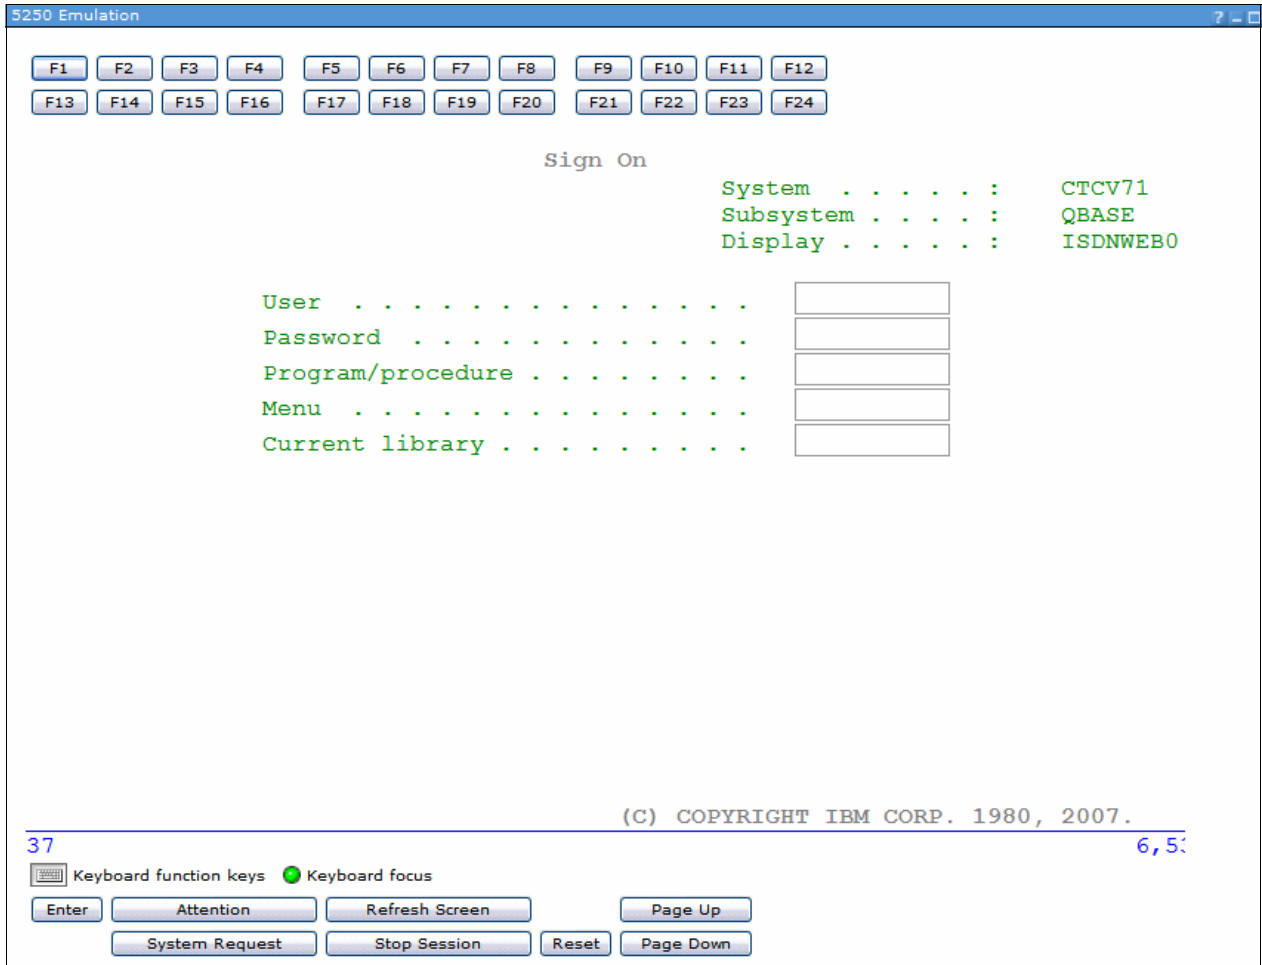 5250 Emulation
F1 F2 F3 F4 F5 F6 F7 F8 F9 F10 F11 F12
F13 F14 F15 F16 F17 F18 F19 F20 F21 F22 F23 F24
Sign On
System . . . . . : CTCV71
Subsystem . . . . : QBASE
Display . . . . . : ISDNWEB0
User . . . . . . . . . . . . . .
Password . . . . . . . . . . . .
Program/procedure . . . . . . . .
Menu . . . . . . . . . . . . . .
Current library . . . . . . . . .
(C) COPYRIGHT IBM CORP. 1980, 2007.
37
Keyboard function keys Keyboard focus
Enter Attention Refresh Screen Page Up
System Request Stop Session Reset Page Down